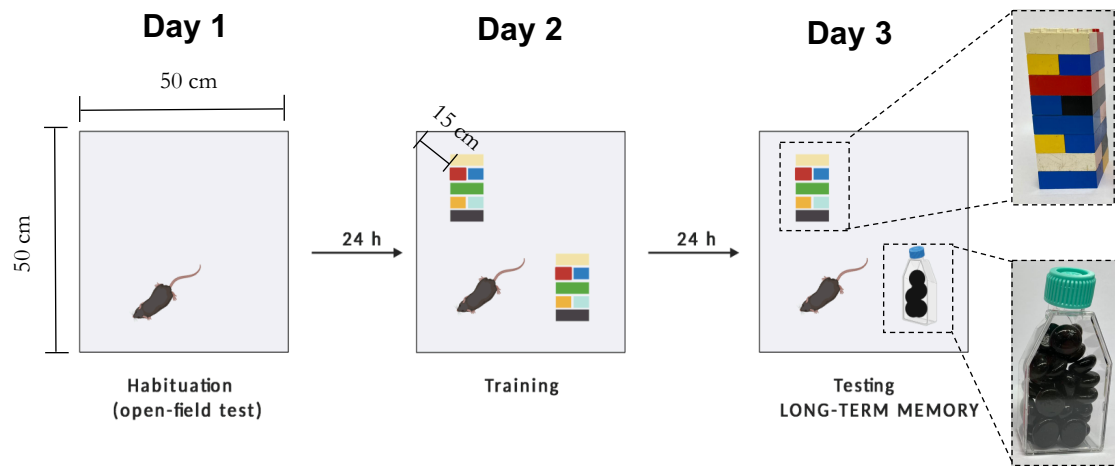 Day 1
Day 2
Day 3
50 cm
15 cm
50 cm
24 h
24 h
Habituation
(open-field test)
Training
Testing
LONG-TERM MEMORY